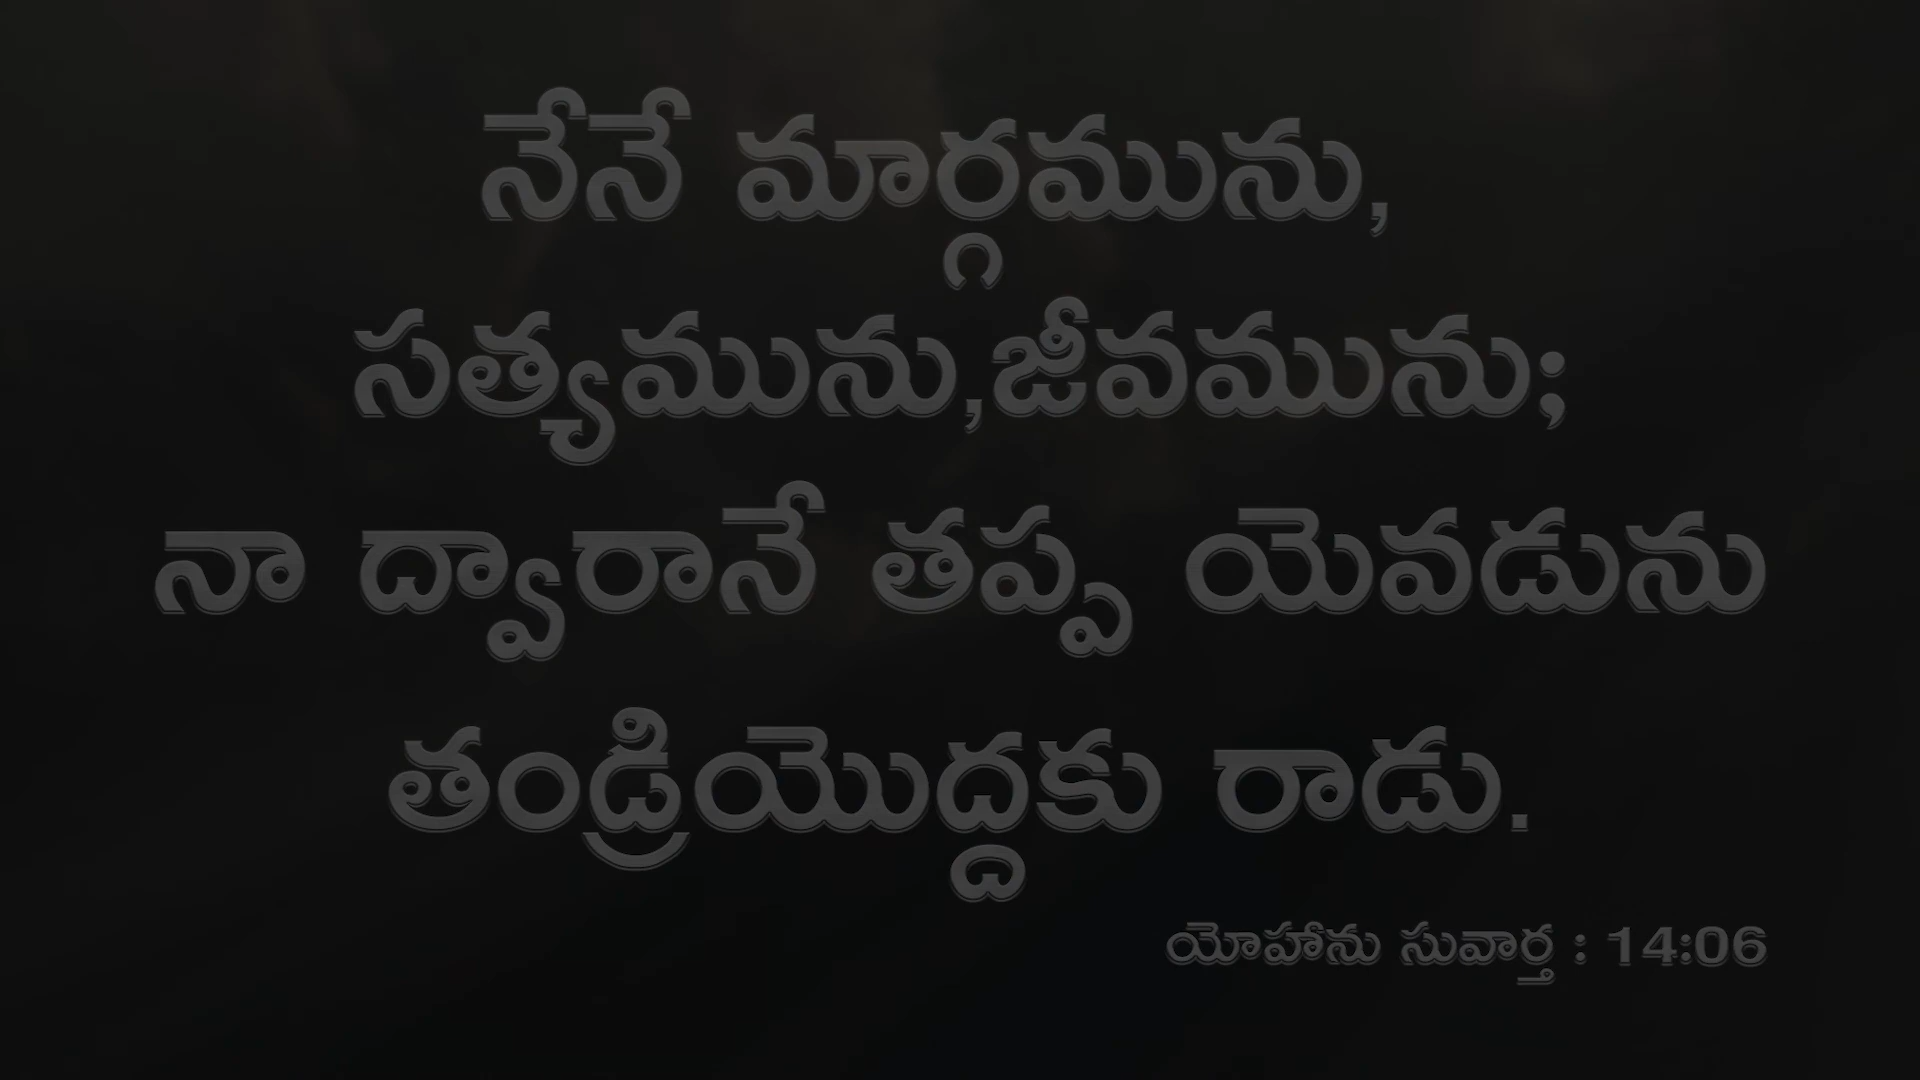 నేనే మార్గమును,
సత్యమును,జీవమును;
నా ద్వారానే తప్ప యెవడును
తండ్రియొద్దకు రాడు.
యోహాను సువార్త : 14:06